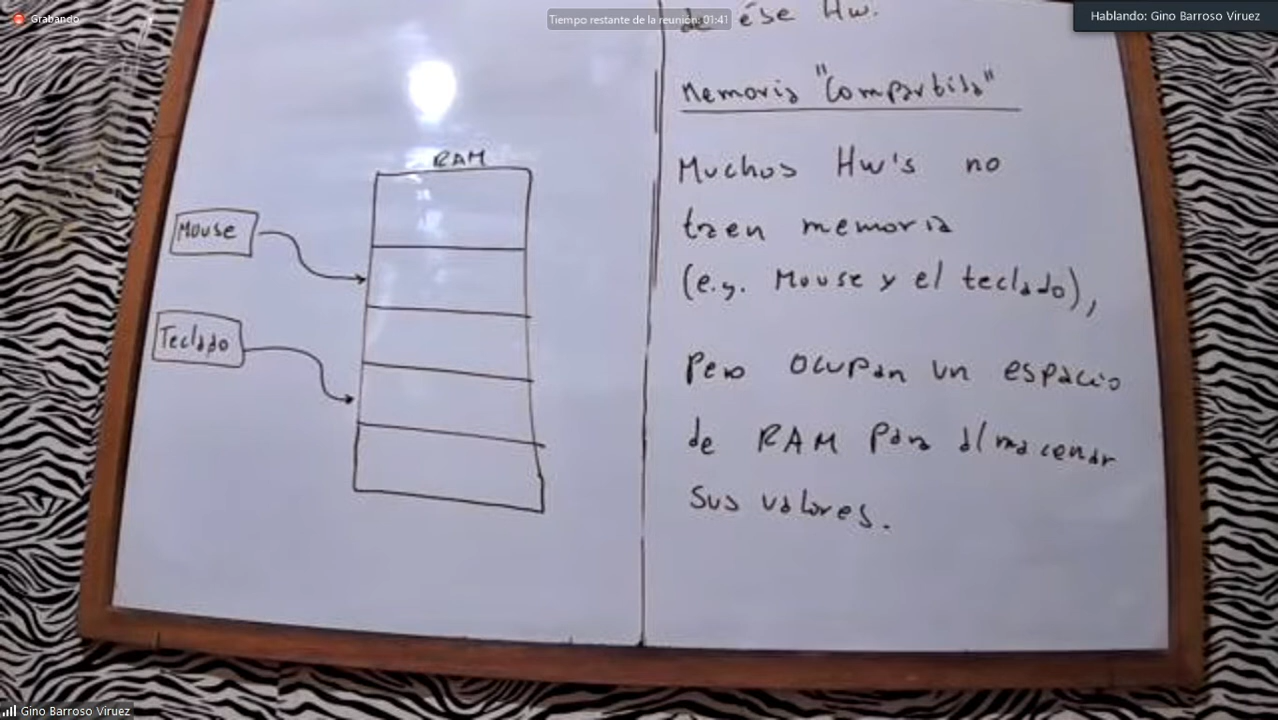 Grabando
Tiempo restante de la reunión: 01:41
Hablando: Gino Barroso Viruez
de ése Hw.
Memoria "Compartida"
RAM
Mouse
Teclado
Muchos Hw's no
traen memoria
(e.g. Mouse y el teclado),
Pero ocupan un espacio
de RAM para almacenar
sus valores.
Gino Barroso Viruez